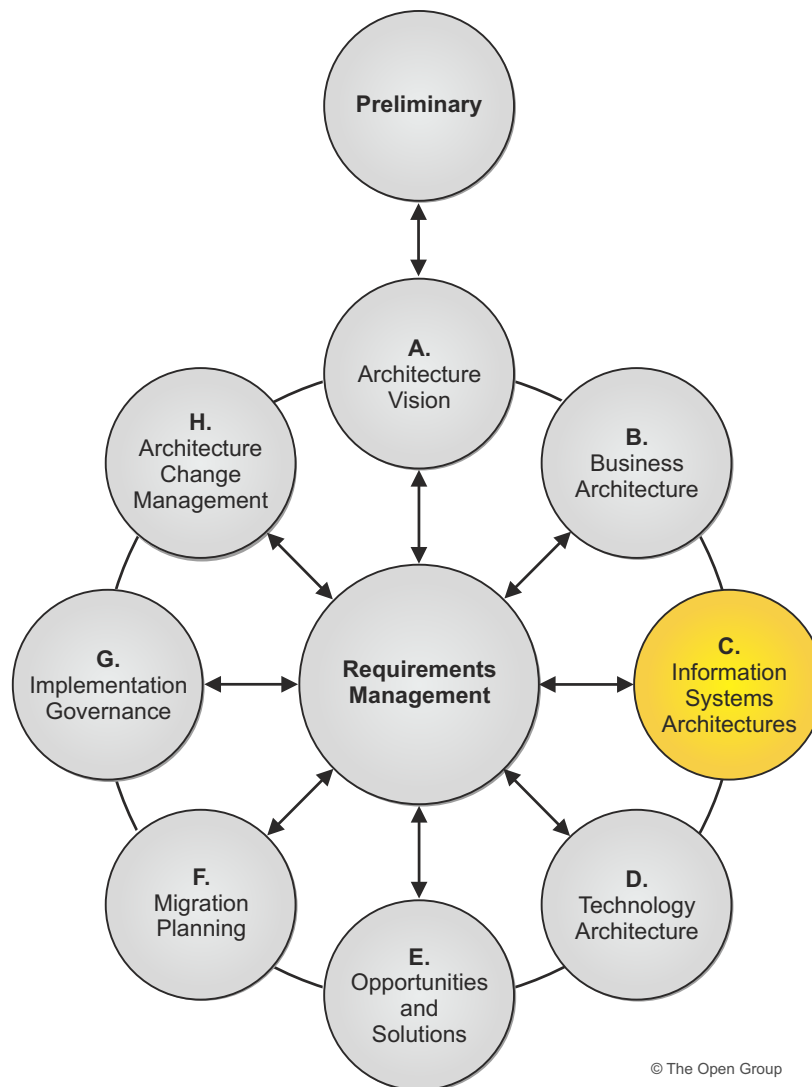 Preliminary
A.
Architecture
Vision
H.
Architecture
Change
Management
B.
Business
Architecture
G.
Implementation
Governance
Requirements
Management
C.
Information
Systems
Architectures
F.
Migration
Planning
D.
Technology
Architecture
E.
Opportunities
and
Solutions
© The Open Group